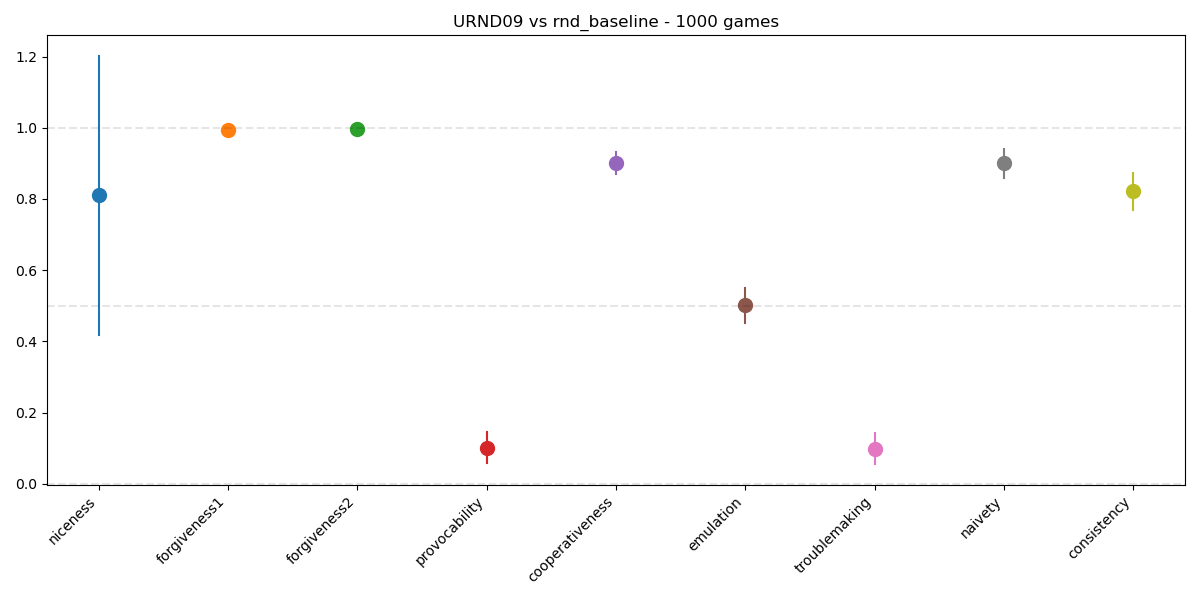 URND09 vs rnd_baseline - 1000 games
1.2
1.0
0.8
0.6
0.4
0.2
0.0
niceness
forgiveness1
forgiveness2
provocability
cooperativeness
emulation
troublemaking
naivety
consistency